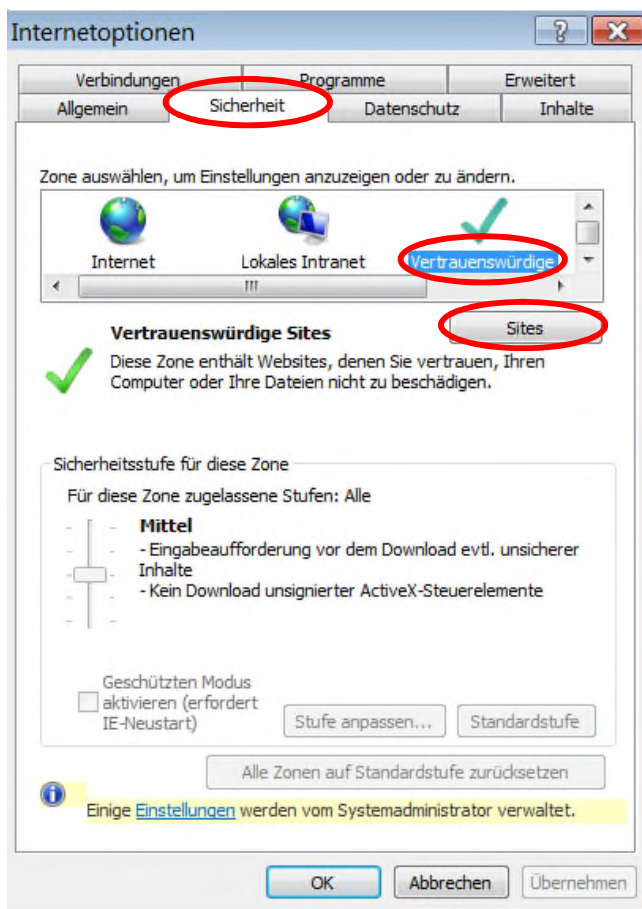 Internetoptionen
Verbindungen Programme Erweitert
Allgemein Sicherheit Datenschutz Inhalte
Zone auswählen, um Einstellungen anzuzeigen oder zu ändern.
Internet Lokales Intranet Vertrauenswürdige
Sites
Vertrauenswürdige Sites
Diese Zone enthält Websites, denen Sie vertrauen, Ihren
Computer oder Ihre Dateien nicht zu beschädigen.
Sicherheitsstufe für diese Zone
Für diese Zone zugelassene Stufen: Alle
Mittel
- Eingabeaufforderung vor dem Download evtl. unsicherer
Inhalte
- Kein Download unsignierter ActiveX-Steuerelemente
Geschützten Modus
aktivieren (erfordert
IE-Neustart)
Stufe anpassen... Standardstufe
Alle Zonen auf Standardstufe zurücksetzen
Einige Einstellungen werden vom Systemadministrator verwaltet.
OK Abbrechen Übernehmen